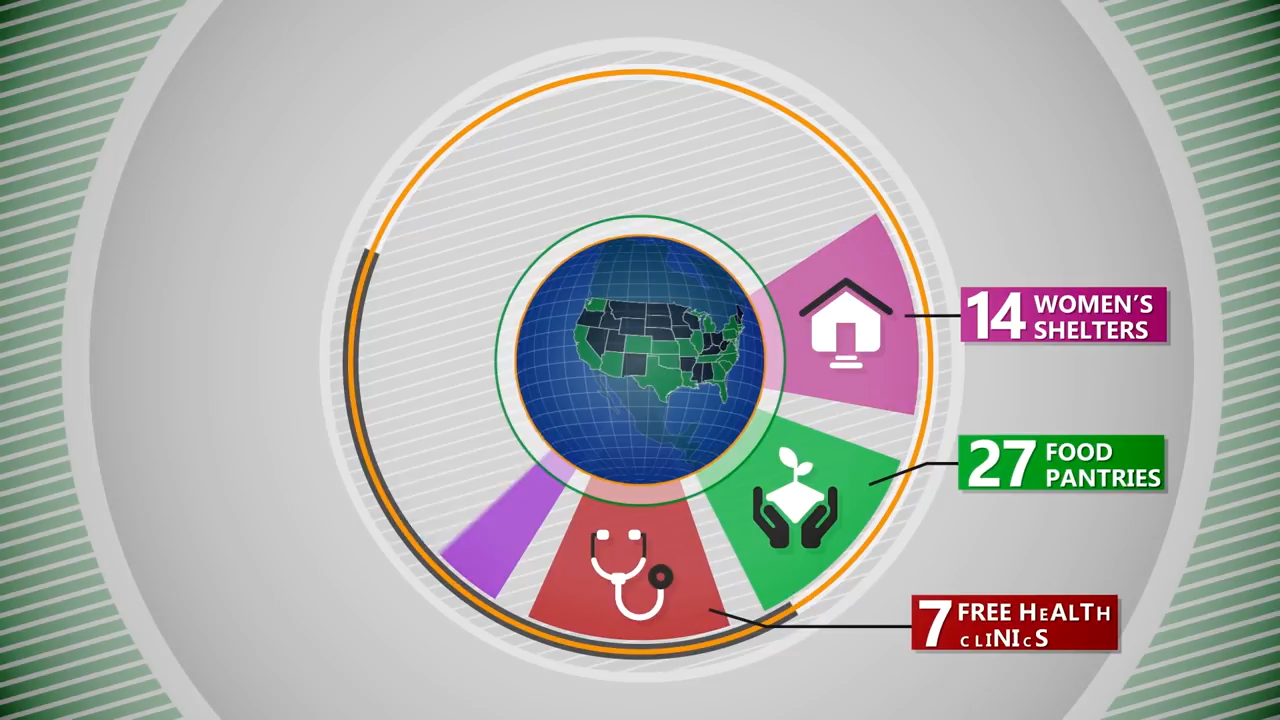 14 WOMEN'S
SHELTERS
27 FOOD
PANTRIES
7 FREE HEALTH
CLINICS